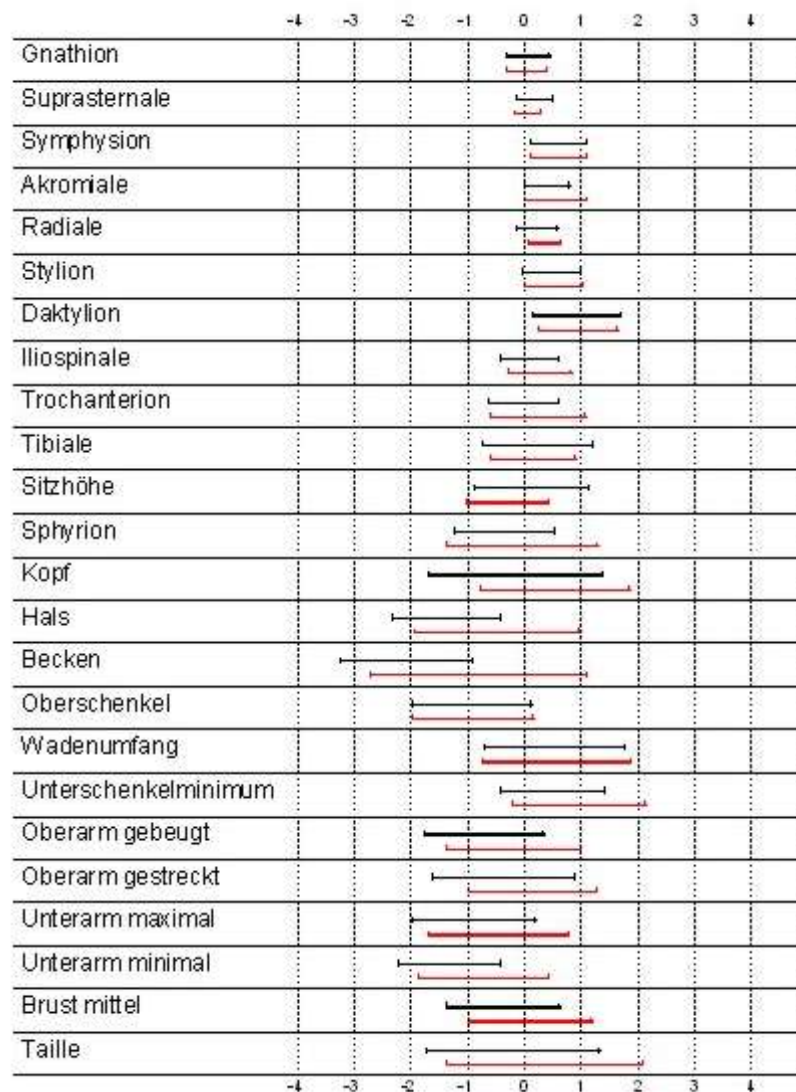 -4 -3 -2 -1 0 1 2 3 4
Gnathion
Suprasternale
Symphysion
Akromiale
Radiale
Stylion
Daktylion
Iliospinale
Trochanterion
Tibiale
Sitzhöhe
Sphyrion
Kopf
Hals
Becken
Oberschenkel
Wadenumfang
Unterschenkelminimum
Oberarm gebeugt
Oberarm gestreckt
Unterarm maximal
Unterarm minimal
Brust mittel
Taille
-4 -3 -2 -1 0 1 2 3 4